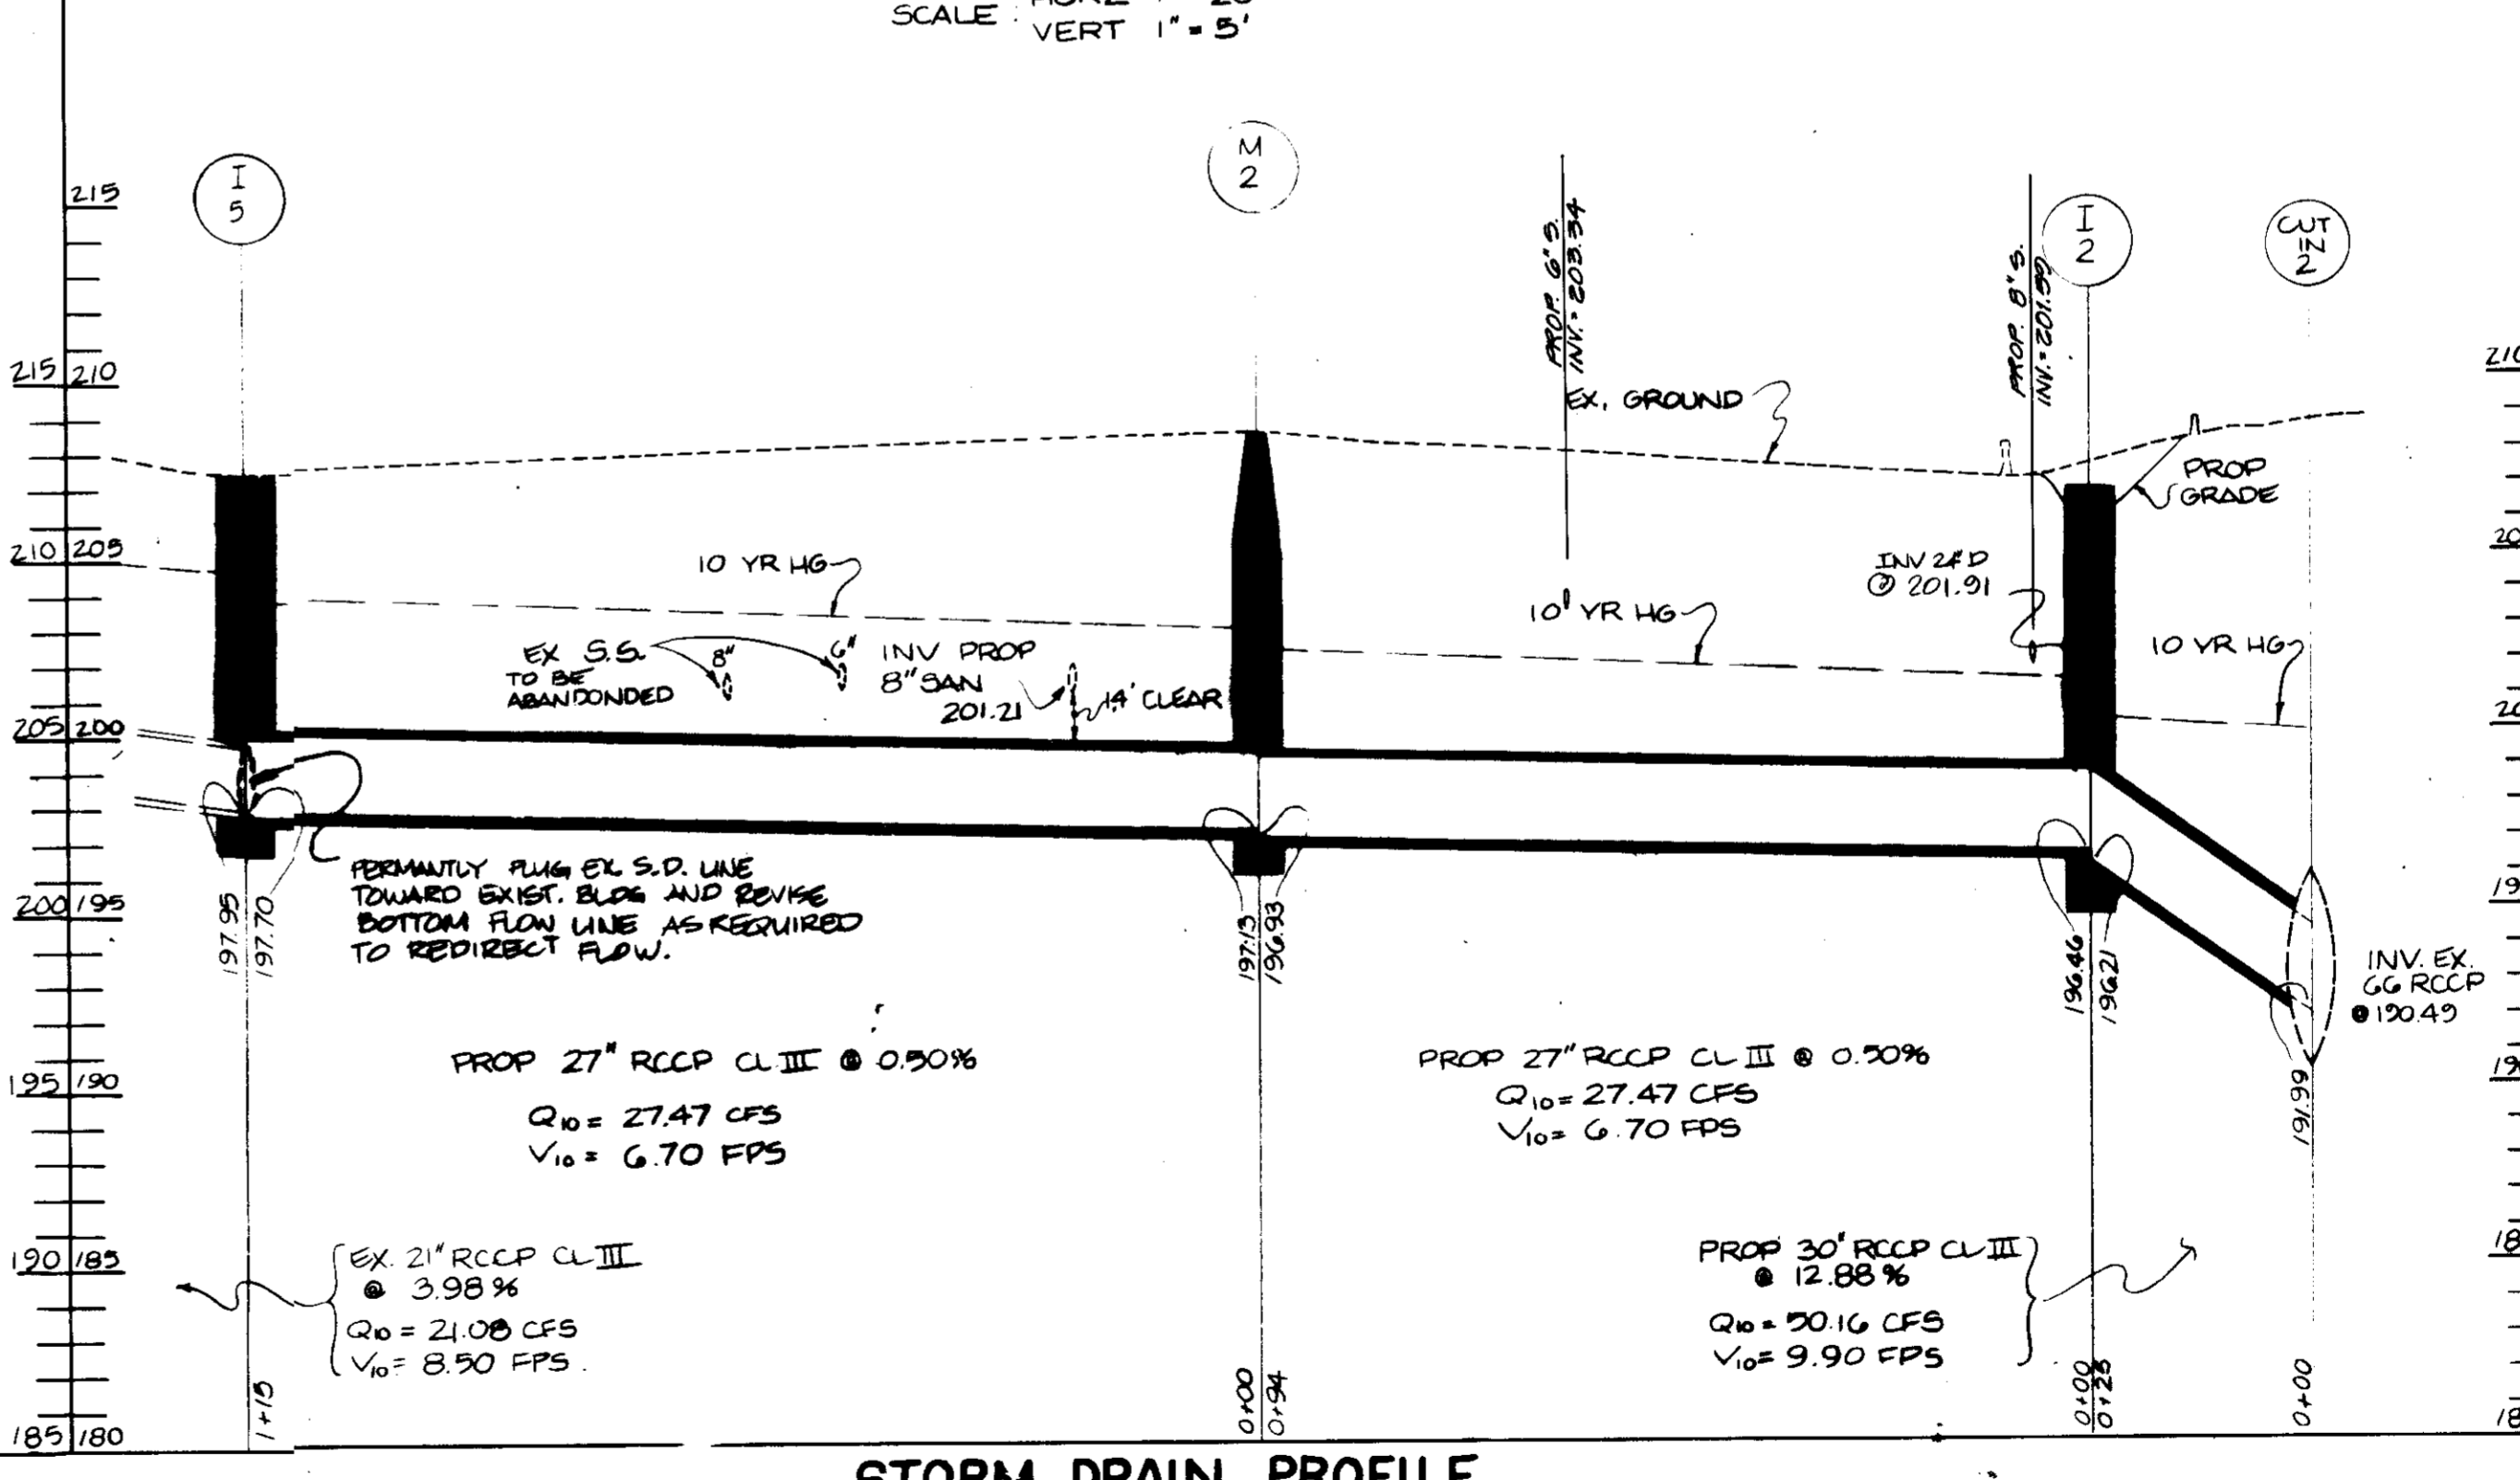 SCALE :
VERT 1" = 5'
I
5
M
2
I
2
CUT
IN
2
PROP. 6" S.
INV. = 203.34
PROP. 8" S.
INV. = 201.59
215
215 210
210 205
205 200
200 195
195 190
190 185
185 180
210
EX. GROUND
PROP
GRADE
10 YR HG
10 YR HG
10 YR HG
INV 24" D
@ 201.91
EX S.S.
TO BE
ABANDONDED
8"
6"
INV PROP
8" SAN
201.21
1.4' CLEAR
PERMANTLY PLUG EX. S.D. LINE
TOWARD EXIST. BLDG AND REVISE
BOTTOM FLOW LINE AS REQUIRED
TO REDIRECT FLOW.
197.95
197.70
197.13
196.93
196.46
196.21
191.99
INV. EX.
66 RCCP
@ 190.49
PROP 27" RCCP CL III @ 0.50%
Q10 = 27.47 CFS
V10 = 6.70 FPS
PROP 27" RCCP CL III @ 0.50%
Q10 = 27.47 CFS
V10 = 6.70 FPS
EX. 21" RCCP CL III
@ 3.98%
Q10 = 21.08 CFS
V10 = 8.50 FPS.
PROP 30" RCCP CL III
@ 12.88%
Q10 = 50.16 CFS
V10 = 9.90 FPS
1+15
0+00
0+94
0+00
0+25
0+00
STORM DRAIN PROFILE